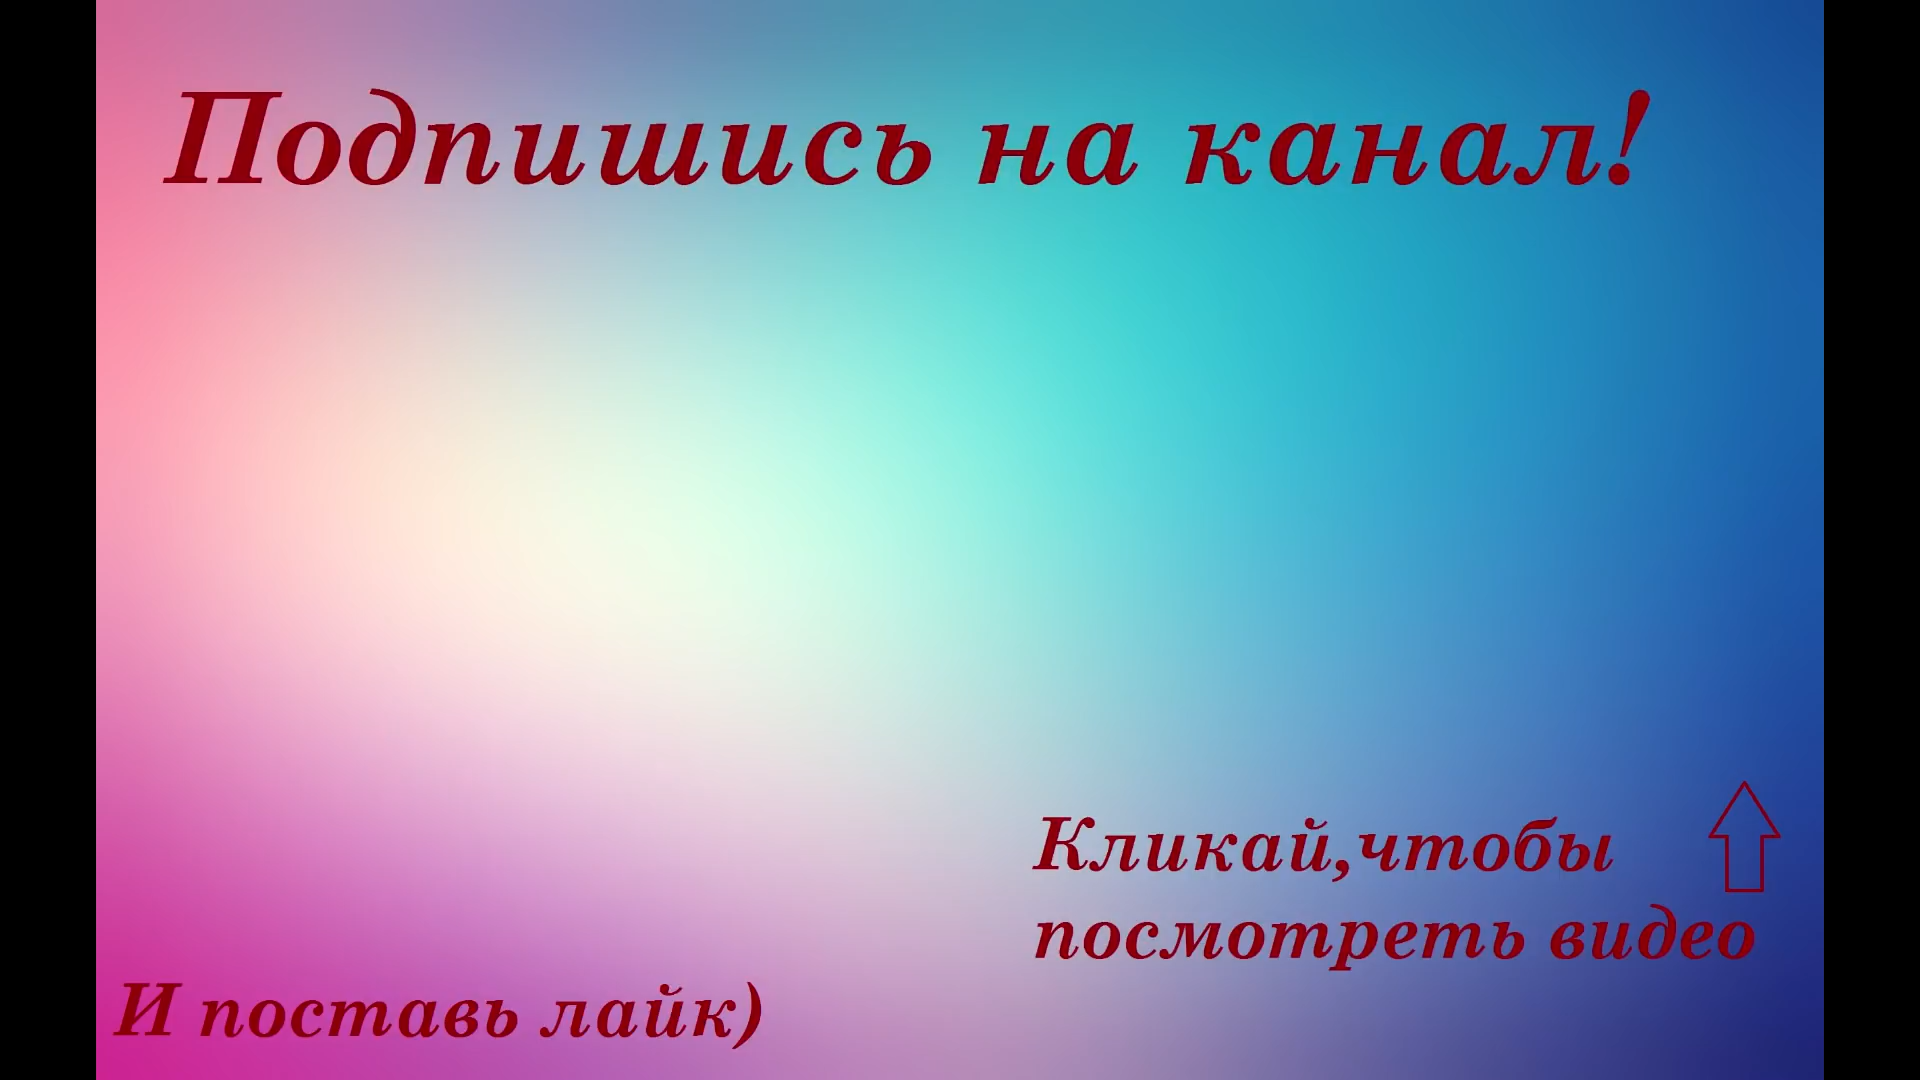 Подпишись на канал!
Кликай,чтобы
посмотреть видео
И поставь лайк)